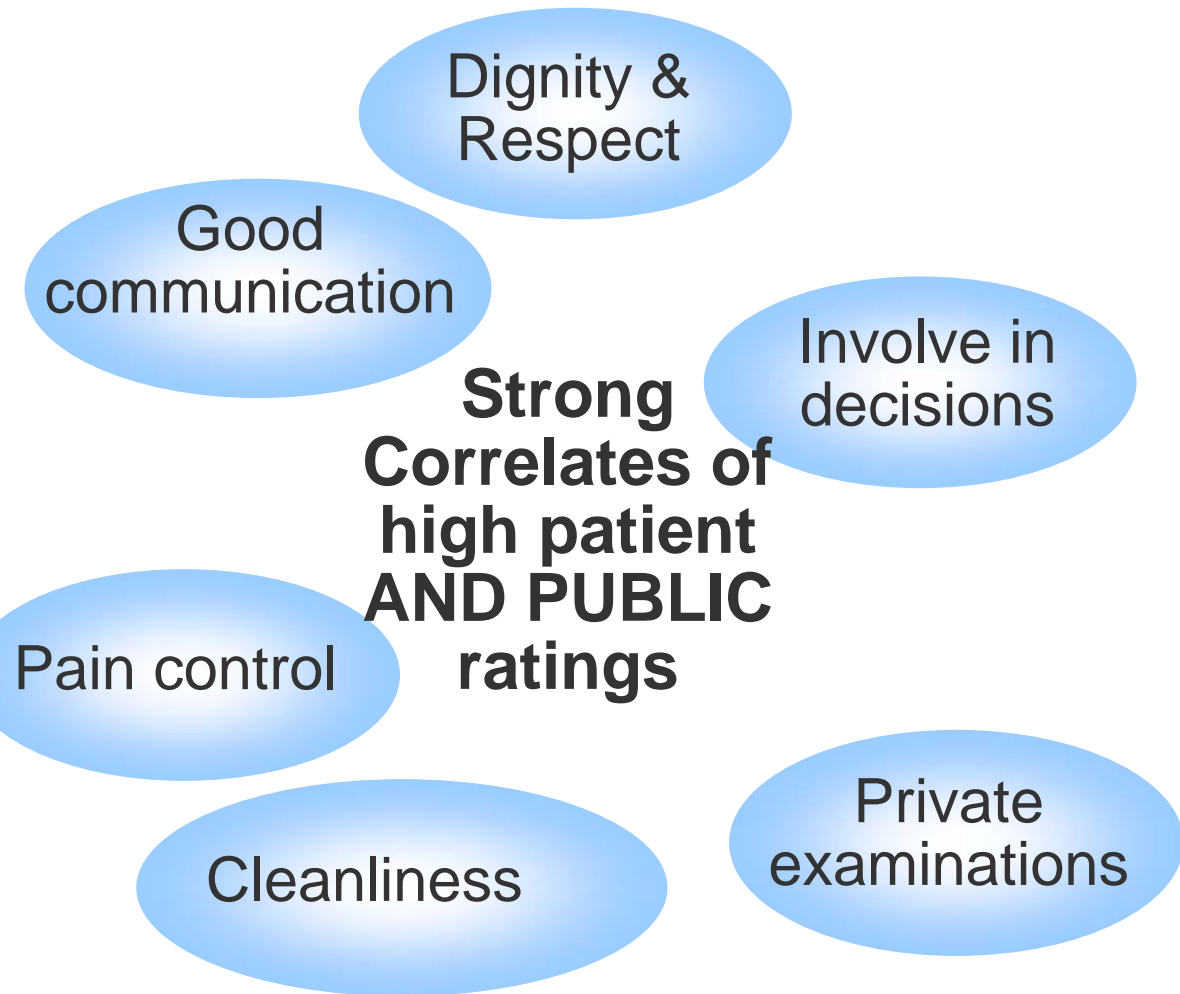 Dignity &
Respect
Good
communication
Involve in
decisions
Strong
Correlates of
high patient
AND PUBLIC
ratings
Pain control
Private
examinations
Cleanliness